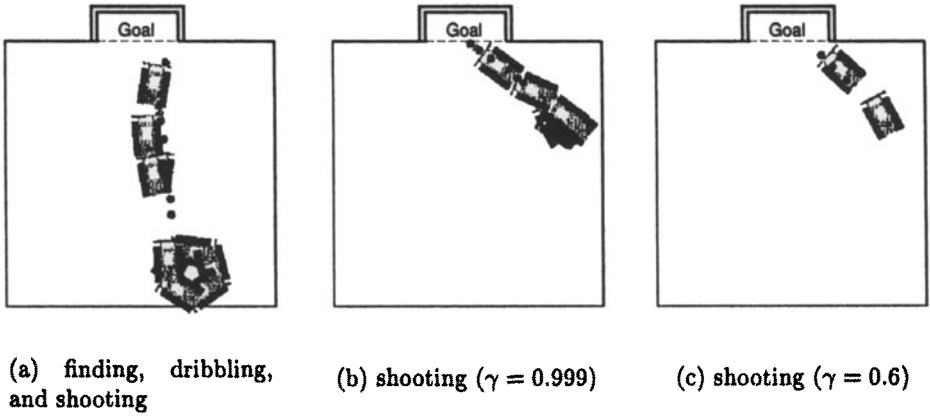 Goal
Goal
Goal
(a) finding, dribbling,
and shooting
(b) shooting (γ = 0.999)
(c) shooting (γ = 0.6)